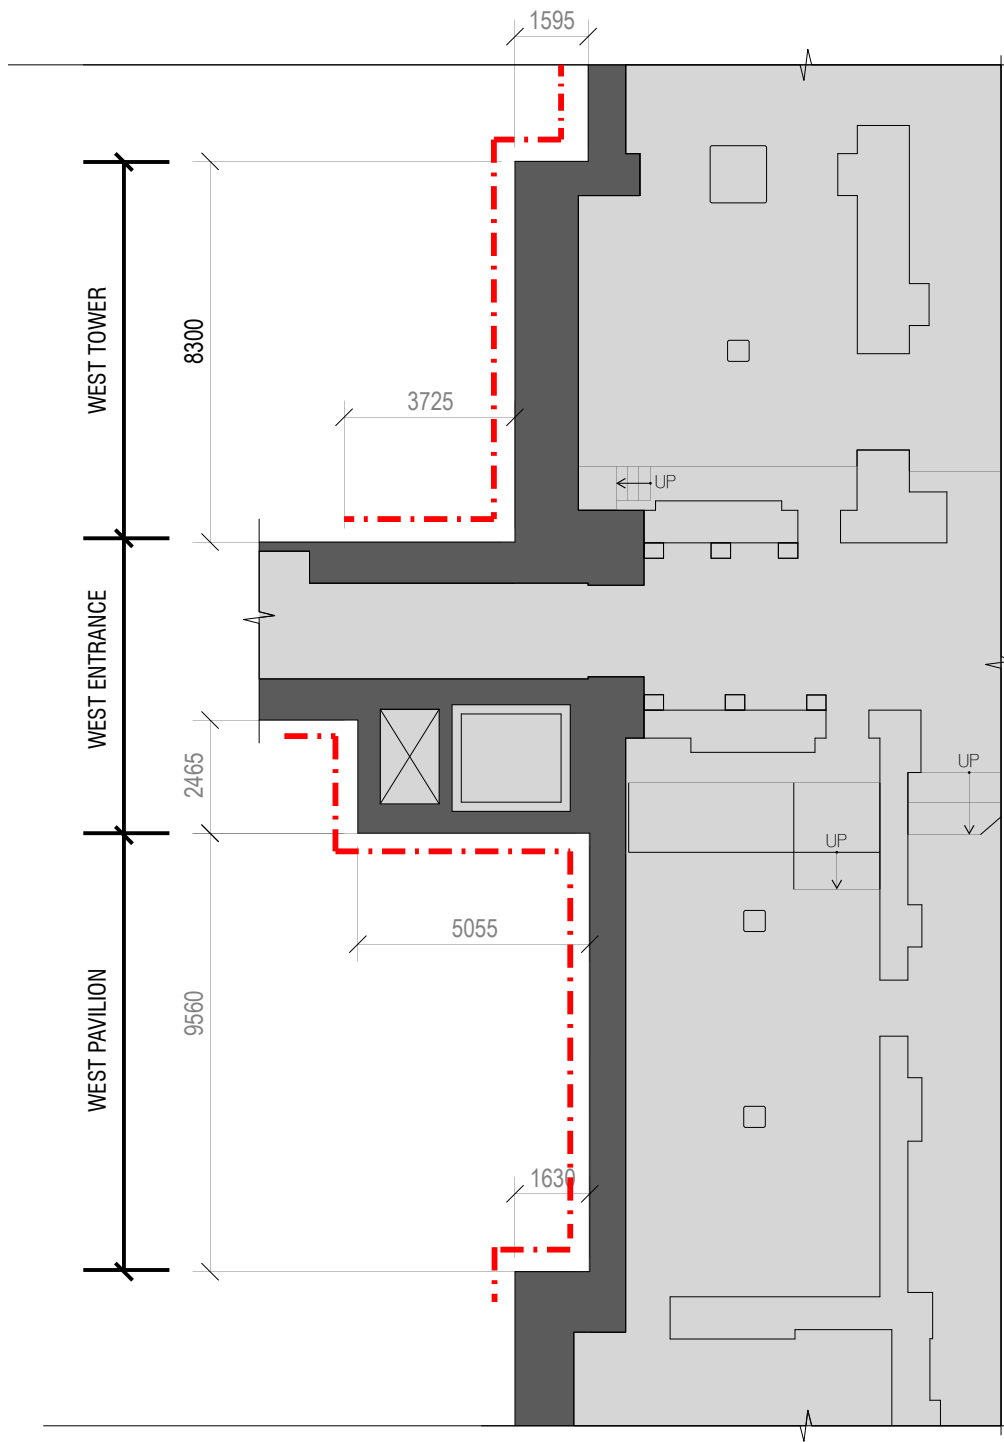 1595
WEST TOWER
8300
3725
UP
WEST ENTRANCE
2465
UP
UP
5055
WEST PAVILION
9560
1630